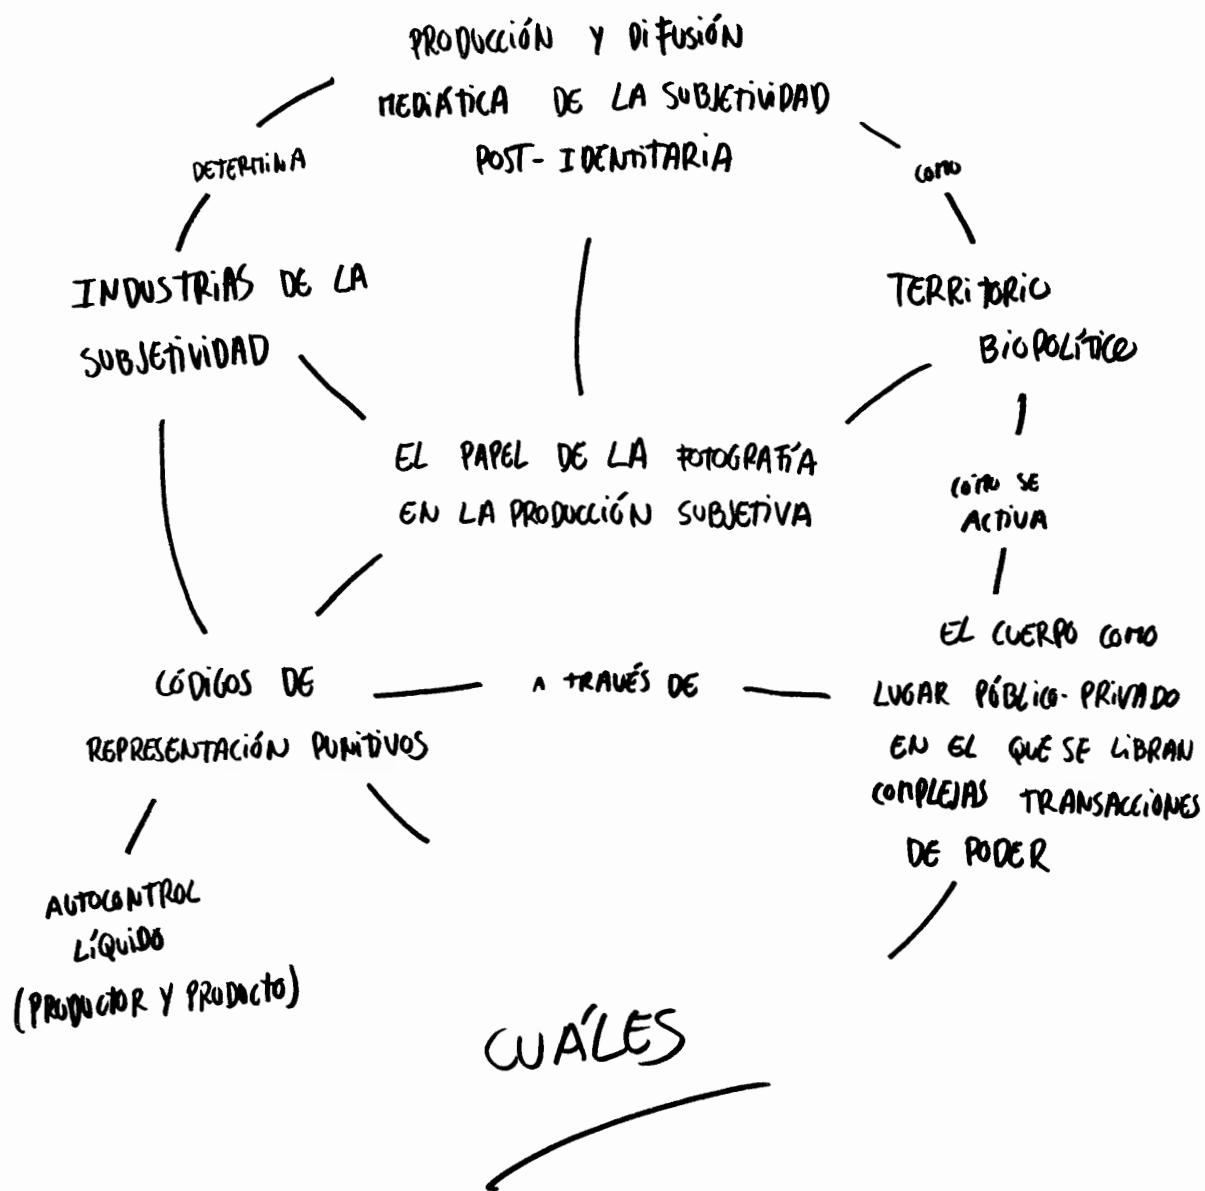 PRODUCCIÓN Y DIFUSIÓN
MEDIÁTICA DE LA SUBJETIVIDAD
POST-IDENTITARIA
DETERMINA
COMO
INDUSTRIAS DE LA
SUBJETIVIDAD
TERRITORIO
BIOPOLÍTICO
EL PAPEL DE LA FOTOGRAFÍA
EN LA PRODUCCIÓN SUBJETIVA
COMO SE
ACTIVA
CÓDIGOS DE
REPRESENTACIÓN PUNITIVOS
A TRAVÉS DE
EL CUERPO COMO
LUGAR PÚBLICO-PRIVADO
EN EL QUE SE LIBRAN
COMPLEJAS TRANSACCIONES
DE PODER
AUTOCONTROL
LÍQUIDO
(PRODUCTOR Y PRODUCTO)
CUÁLES